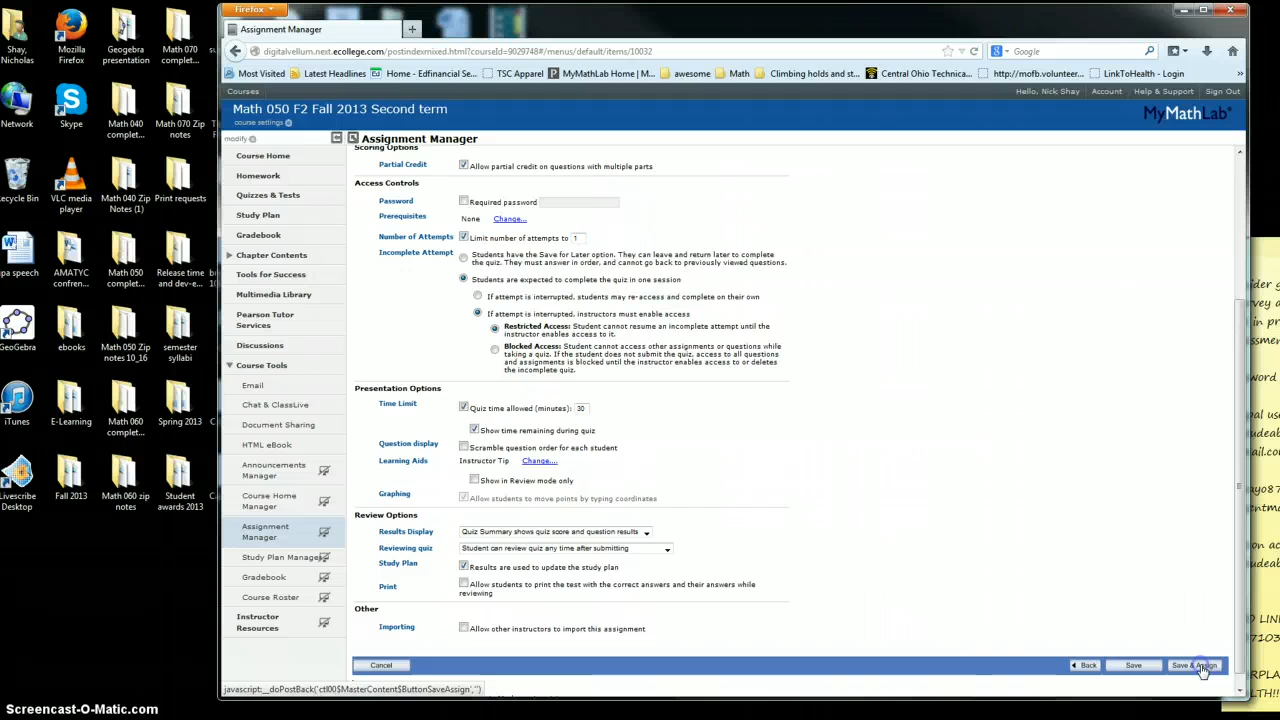 Firefox
Assignment Manager
digitalvellum.next.ecollege.com/postindexmixed.html?courseId=9029748#/menus/default/items/10032
Google
Most Visited
Latest Headlines
Home - Edfinancial Se...
TSC Apparel
MyMathLab Home | M...
awesome
Math
Climbing holds and st...
Central Ohio Technica...
http://mofb.volunteer...
LinkToHealth - Login
Courses
Hello, Nick Shay
Account
Help & Support
Sign Out
Math 050 F2 Fall 2013 Second term
course settings
MyMathLab
modify
Assignment Manager
Course Home
Homework
Quizzes & Tests
Study Plan
Gradebook
Chapter Contents
Tools for Success
Multimedia Library
Pearson Tutor
Services
Discussions
Course Tools
Email
Chat & ClassLive
Document Sharing
HTML eBook
Announcements
Manager
Course Home
Manager
Assignment
Manager
Study Plan Manager
Gradebook
Course Roster
Instructor
Resources
Scoring Options
Partial Credit
Allow partial credit on questions with multiple parts
Access Controls
Password
Required password
Prerequisites
None Change...
Number of Attempts
Limit number of attempts to 1
Incomplete Attempt
Students have the Save for Later option. They can leave and return later to complete
the quiz. They must answer in order, and cannot go back to previously viewed questions.
Students are expected to complete the quiz in one session
If attempt is interrupted, students may re-access and complete on their own
If attempt is interrupted, instructors must enable access
Restricted Access: Student cannot resume an incomplete attempt until the
instructor enables access to it.
Blocked Access: Student cannot access other assignments or questions while
taking a quiz. If the student does not submit the quiz, access to all questions
and assignments is blocked until the instructor enables access to or deletes
the incomplete quiz.
Presentation Options
Time Limit
Quiz time allowed (minutes): 30
Show time remaining during quiz
Question display
Scramble question order for each student
Learning Aids
Instructor Tip Change....
Show in Review mode only
Graphing
Allow students to move points by typing coordinates
Review Options
Results Display
Quiz Summary shows quiz score and question results
Reviewing quiz
Student can review quiz any time after submitting
Study Plan
Results are used to update the study plan
Print
Allow students to print the test with the correct answers and their answers while
reviewing
Other
Importing
Allow other instructors to import this assignment
Cancel
Back
Save
Save & Assign
javascript:__doPostBack('ctl00$MasterContent$ButtonSaveAssign','')
Shay,
Nicholas
Mozilla
Firefox
Geogebra
presentation
Math 070
complet...
Network
Skype
Math 040
complet...
Math 070 Zip
notes
Recycle Bin
VLC media
player
Math 040 Zip
Notes (1)
Print requests
pa speech
AMATYC
confren...
Math 050
complet...
Release time
and dev-e...
GeoGebra
ebooks
Math 050 Zip
notes 10_16
semester
syllabi
iTunes
E-Learning
Math 060
complet...
Spring 2013
Livescribe
Desktop
Fall 2013
Math 060 zip
notes
Student
awards 2013
Screencast-O-Matic.com